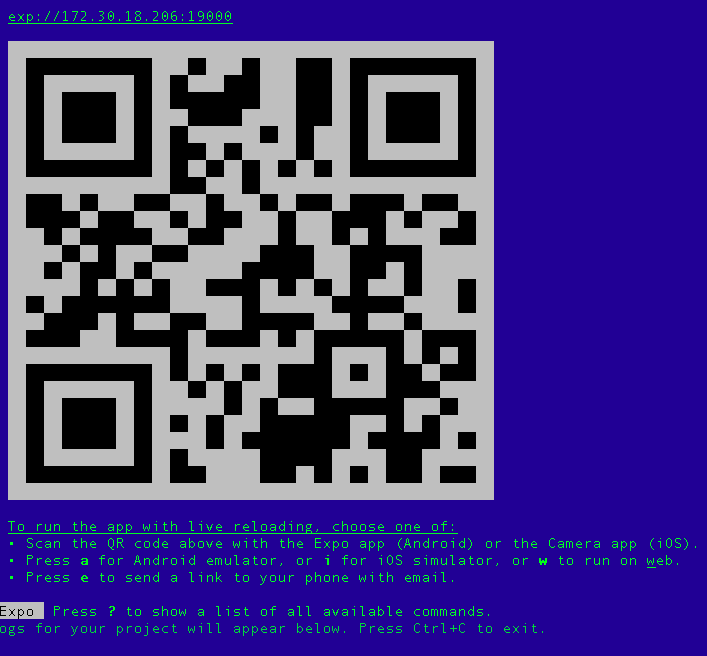 exp://172.30.18.206:19000
To run the app with live reloading, choose one of:
• Scan the QR code above with the Expo app (Android) or the Camera app (iOS).
• Press a for Android emulator, or i for iOS simulator, or w to run on web.
• Press e to send a link to your phone with email.
Expo Press ? to show a list of all available commands.
ogs for your project will appear below. Press Ctrl+C to exit.